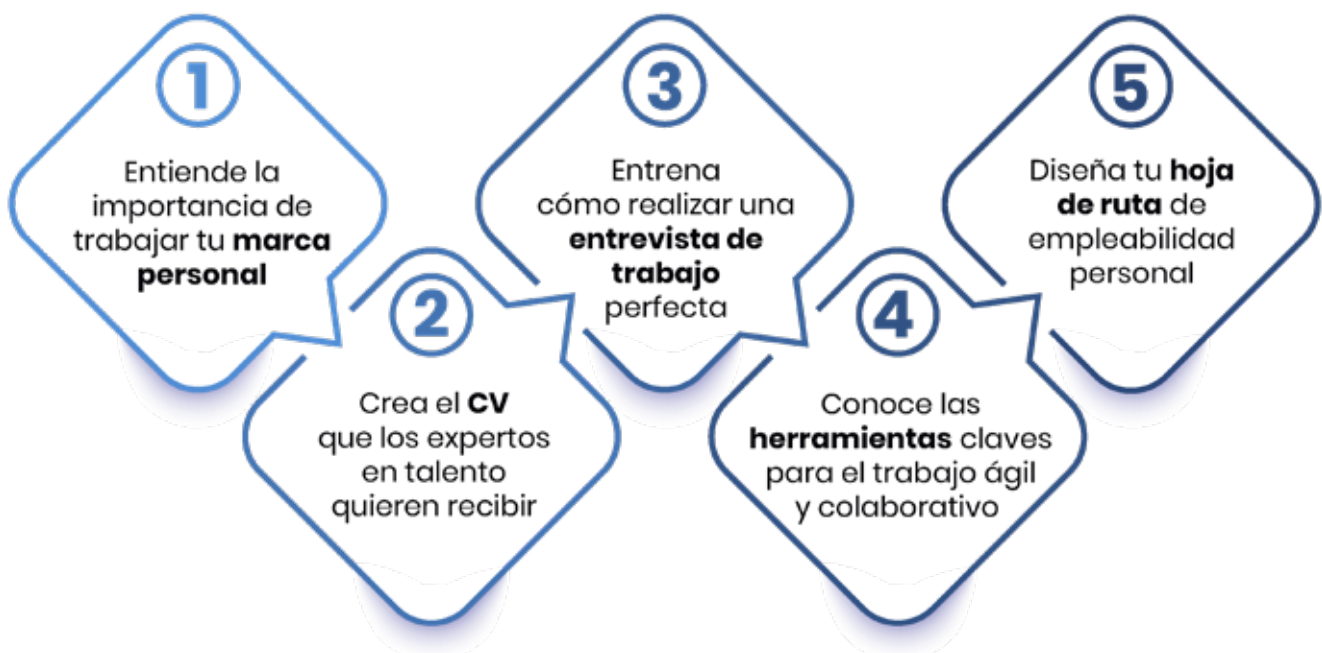 1
Entiende la
importancia de
trabajar tu marca
personal
2
Crea el CV
que los expertos
en talento
quieren recibir
3
Entrena
cómo realizar una
entrevista de
trabajo
perfecta
4
Conoce las
herramientas claves
para el trabajo ágil
y colaborativo
5
Diseña tu hoja
de ruta de
empleabilidad
personal